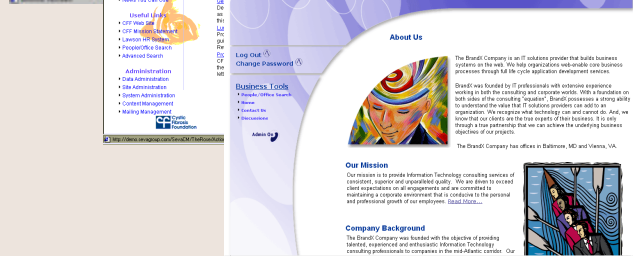 Useful Links
CFF Web Site
CFF Mission Statement
Lawson HR System
People/Office Search
Advanced Search
Administration
Data Administration
Site Administration
System Administration
Content Management
Mailing Management
Cystic
Fibrosis
Foundation
Log Out
Change Password
Business Tools
People/Office Search
Home
Contact Us
Discussions
Admin On
About Us
The BrandX Company is an IT solutions provider that builds business
systems on the web. We help organizations web-enable core business
processes through full life cycle application development services.
BrandX was founded by IT professionals with extensive experience
working in both the consulting and corporate worlds. With a foundation on
both sides of the consulting "equation", BrandX possesses a strong ability
to understand the value that IT solution providers can add to an
organization. We recognize what technology can and cannot do. And, we
know that our clients are the true experts of their business. It is only
through a true partnership that we can achieve the underlying business
objectives of our projects.
The BrandX Company has offices in Baltimore, MD and Vienna, VA.
Our Mission
Our mission is to provide Information Technology consulting services of
consistent, superior and unparalleled quality. We are driven to exceed
client expectations on all engagements and are committed to
maintaining a corporate environment that is conducive to the personal
and professional growth of our employees. Read More...
Company Background
The BrandX Company was founded with the objective of providing
talented, experienced and enthusiastic Information Technology
consulting professionals to companies in the mid-Atlantic corridor. Our